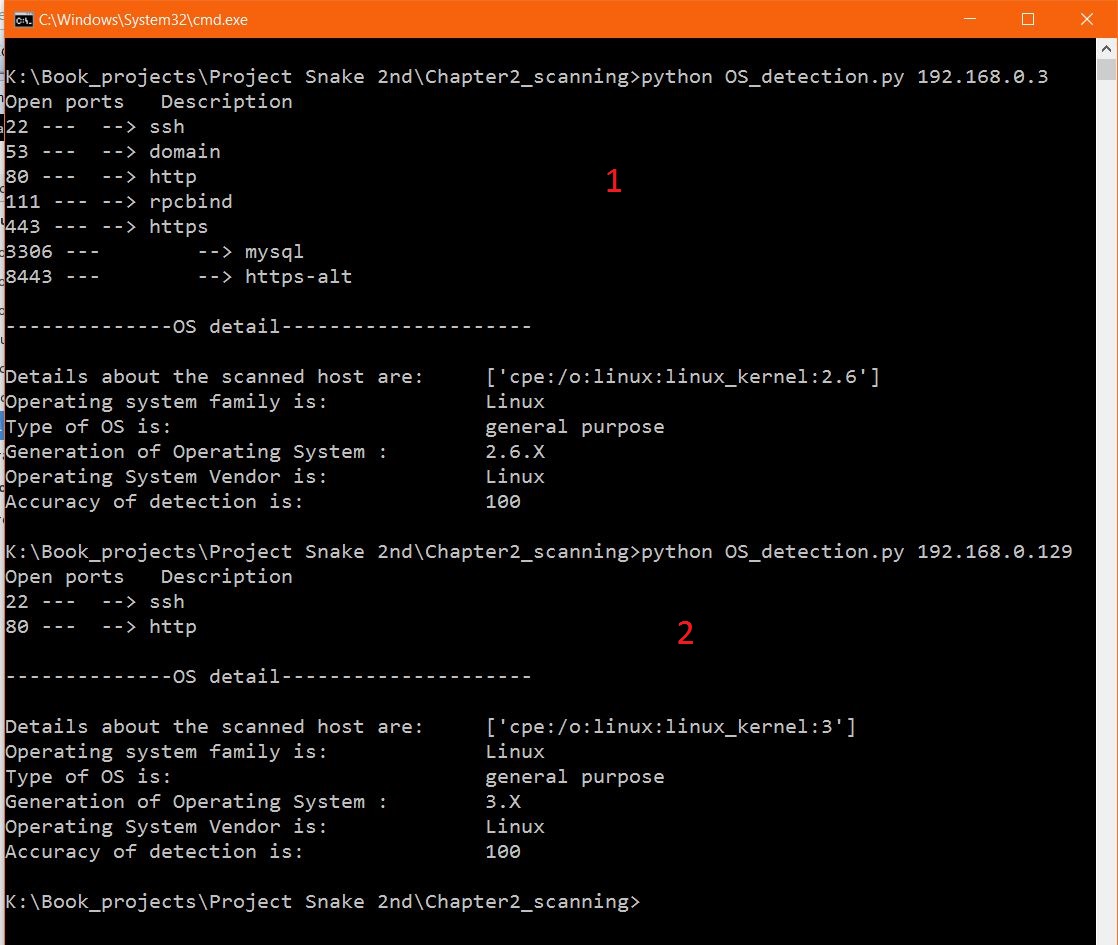 C:\Windows\System32\cmd.exe
K:\Book_projects\Project Snake 2nd\Chapter2_scanning>python OS_detection.py 192.168.0.3
Open ports   Description
22 ---  --> ssh
53 ---  --> domain
80 ---  --> http
1
111 --- --> rpcbind
443 --- --> https
3306 ---        --> mysql
8443 ---        --> https-alt
--------------OS detail---------------------
Details about the scanned host are:     ['cpe:/o:linux:linux_kernel:2.6']
Operating system family is:             Linux
Type of OS is:                          general purpose
Generation of Operating System :        2.6.X
Operating System Vendor is:             Linux
Accuracy of detection is:               100
K:\Book_projects\Project Snake 2nd\Chapter2_scanning>python OS_detection.py 192.168.0.129
Open ports   Description
22 ---  --> ssh
80 ---  --> http
2
--------------OS detail---------------------
Details about the scanned host are:     ['cpe:/o:linux:linux_kernel:3']
Operating system family is:             Linux
Type of OS is:                          general purpose
Generation of Operating System :        3.X
Operating System Vendor is:             Linux
Accuracy of detection is:               100
K:\Book_projects\Project Snake 2nd\Chapter2_scanning>